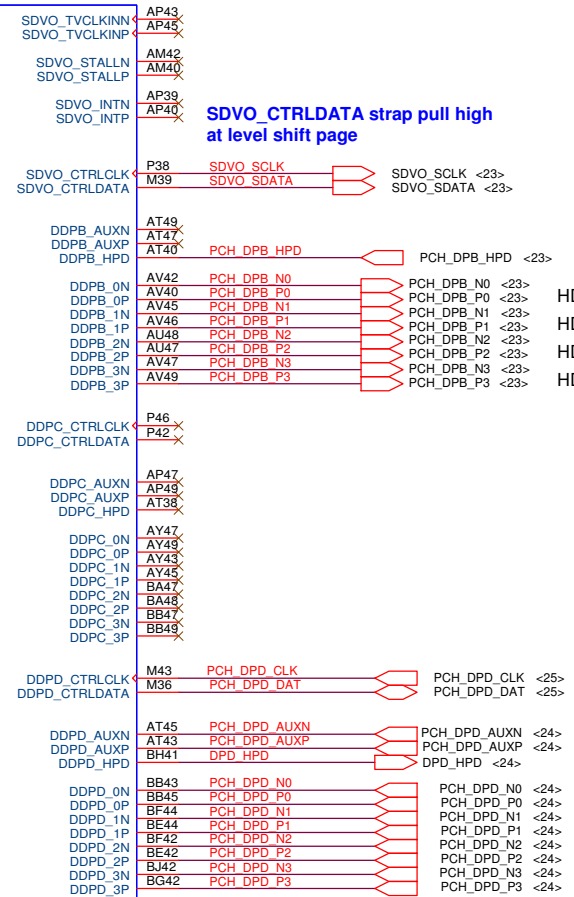 SDVO_TVCLKINN AP43
SDVO_TVCLKINP AP45
SDVO_STALLN AM42
SDVO_STALLP AM40
SDVO_INTN AP39
SDVO_INTP AP40
SDVO_CTRLDATA strap pull high
at level shift page
SDVO_CTRLCLK P38 SDVO_SCLK SDVO_SCLK <23>
SDVO_CTRLDATA M39 SDVO_SDATA SDVO_SDATA <23>
DDPB_AUXN AT49
DDPB_AUXP AT47
DDPB_HPD AT40 PCH_DPB_HPD PCH_DPB_HPD <23>
DDPB_0N AV42 PCH_DPB_N0 PCH_DPB_N0 <23>
DDPB_0P AV40 PCH_DPB_P0 PCH_DPB_P0 <23> HD
DDPB_1N AV45 PCH_DPB_N1 PCH_DPB_N1 <23>
DDPB_1P AV46 PCH_DPB_P1 PCH_DPB_P1 <23> HD
DDPB_2N AU48 PCH_DPB_N2 PCH_DPB_N2 <23>
DDPB_2P AU47 PCH_DPB_P2 PCH_DPB_P2 <23> HD
DDPB_3N AV47 PCH_DPB_N3 PCH_DPB_N3 <23>
DDPB_3P AV49 PCH_DPB_P3 PCH_DPB_P3 <23> HD
DDPC_CTRLCLK P46
DDPC_CTRLDATA P42
DDPC_AUXN AP47
DDPC_AUXP AP49
DDPC_HPD AT38
DDPC_0N AY47
DDPC_0P AY49
DDPC_1N AY43
DDPC_1P AY45
DDPC_2N BA47
DDPC_2P BA48
DDPC_3N BB47
DDPC_3P BB49
DDPD_CTRLCLK M43 PCH_DPD_CLK PCH_DPD_CLK <25>
DDPD_CTRLDATA M36 PCH_DPD_DAT PCH_DPD_DAT <25>
DDPD_AUXN AT45 PCH_DPD_AUXN PCH_DPD_AUXN <24>
DDPD_AUXP AT43 PCH_DPD_AUXP PCH_DPD_AUXP <24>
DDPD_HPD BH41 DPD_HPD DPD_HPD <24>
DDPD_0N BB43 PCH_DPD_N0 PCH_DPD_N0 <24>
DDPD_0P BB45 PCH_DPD_P0 PCH_DPD_P0 <24>
DDPD_1N BF44 PCH_DPD_N1 PCH_DPD_N1 <24>
DDPD_1P BE44 PCH_DPD_P1 PCH_DPD_P1 <24>
DDPD_2N BF42 PCH_DPD_N2 PCH_DPD_N2 <24>
DDPD_2P BE42 PCH_DPD_P2 PCH_DPD_P2 <24>
DDPD_3N BJ42 PCH_DPD_N3 PCH_DPD_N3 <24>
DDPD_3P BG42 PCH_DPD_P3 PCH_DPD_P3 <24>